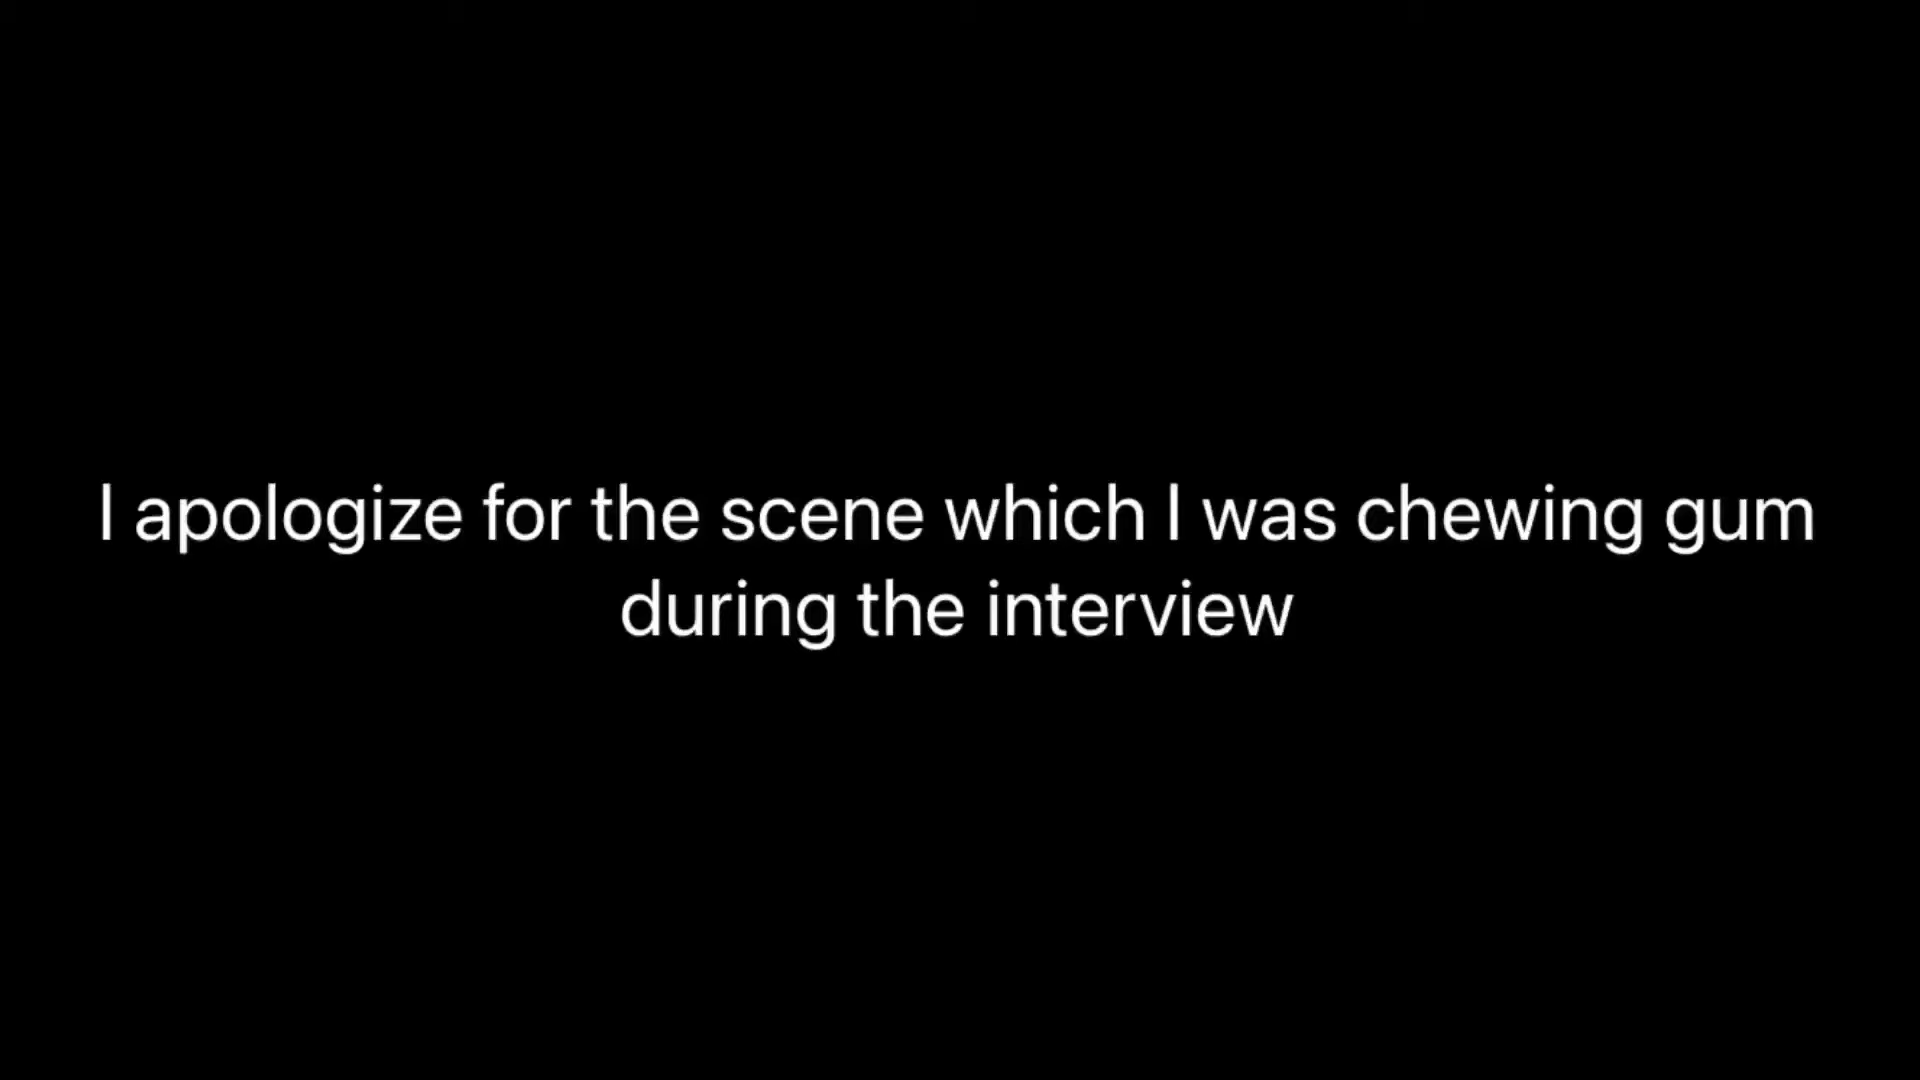 I apologize for the scene which I was chewing gum
during the interview